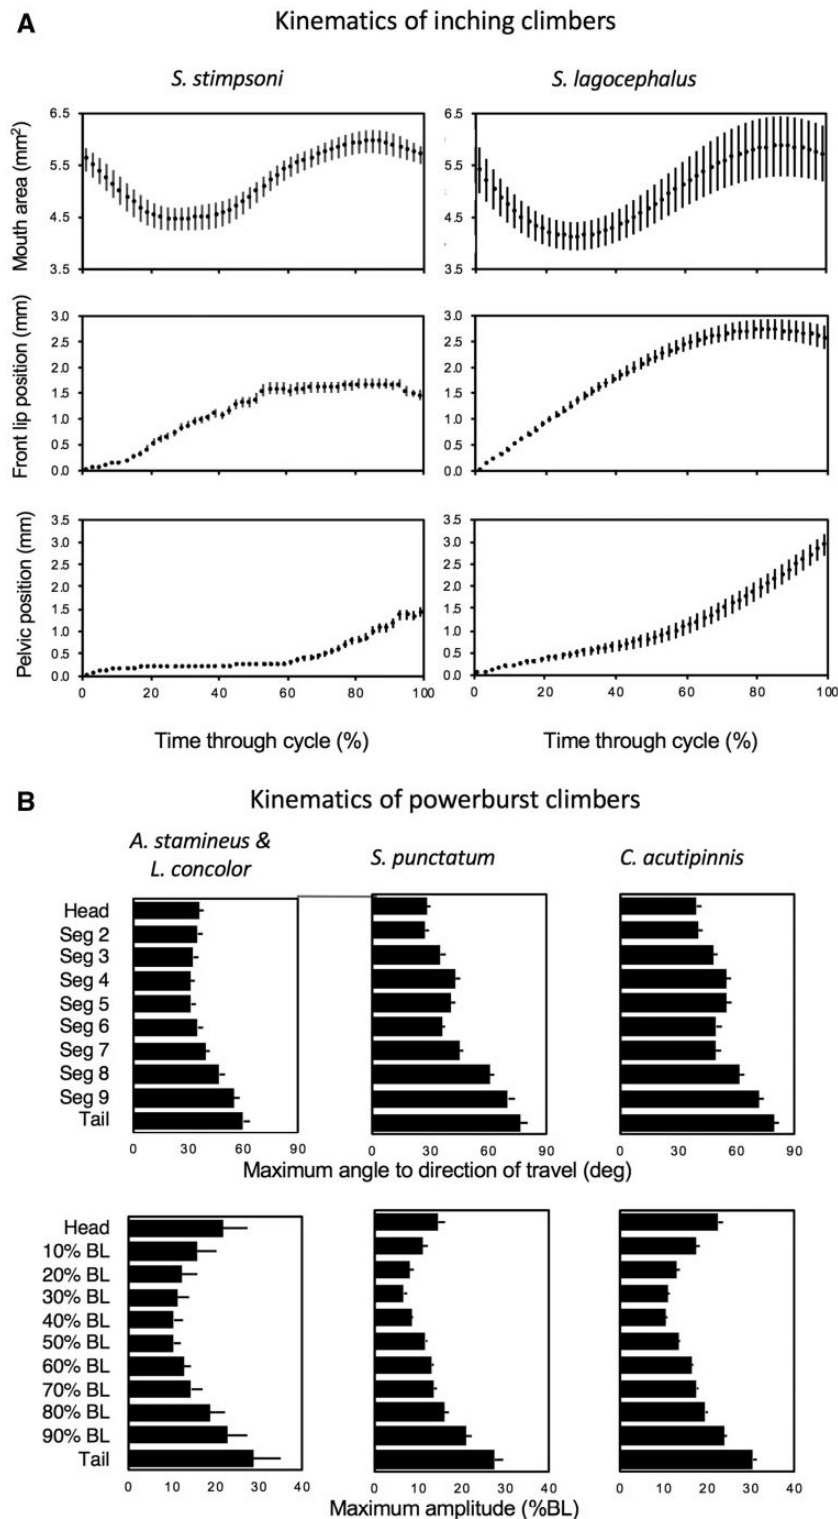 A
Kinematics of inching climbers
S. stimpsoni
S. lagocephalus
Mouth area (mm²)
6.5
5.5
4.5
3.5
6.5
5.5
4.5
3.5
Front lip position (mm)
3.0
2.5
2.0
1.5
1.0
0.5
0.0
3.0
2.5
2.0
1.5
1.0
0.5
0.0
Pelvic position (mm)
3.5
3.0
2.5
2.0
1.5
1.0
0.5
0.0
3.5
3.0
2.5
2.0
1.5
1.0
0.5
0.0
0 20 40 60 80 100
0 20 40 60 80 100
Time through cycle (%)
Time through cycle (%)
B
Kinematics of powerburst climbers
A. stamineus &
L. concolor
S. punctatum
C. acutipinnis
Head
Seg 2
Seg 3
Seg 4
Seg 5
Seg 6
Seg 7
Seg 8
Seg 9
Tail
0 30 60 90
0 30 60 90
0 30 60 90
Maximum angle to direction of travel (deg)
Head
10% BL
20% BL
30% BL
40% BL
50% BL
60% BL
70% BL
80% BL
90% BL
Tail
0 10 20 30 40
0 10 20 30 40
0 10 20 30 40
Maximum amplitude (%BL)